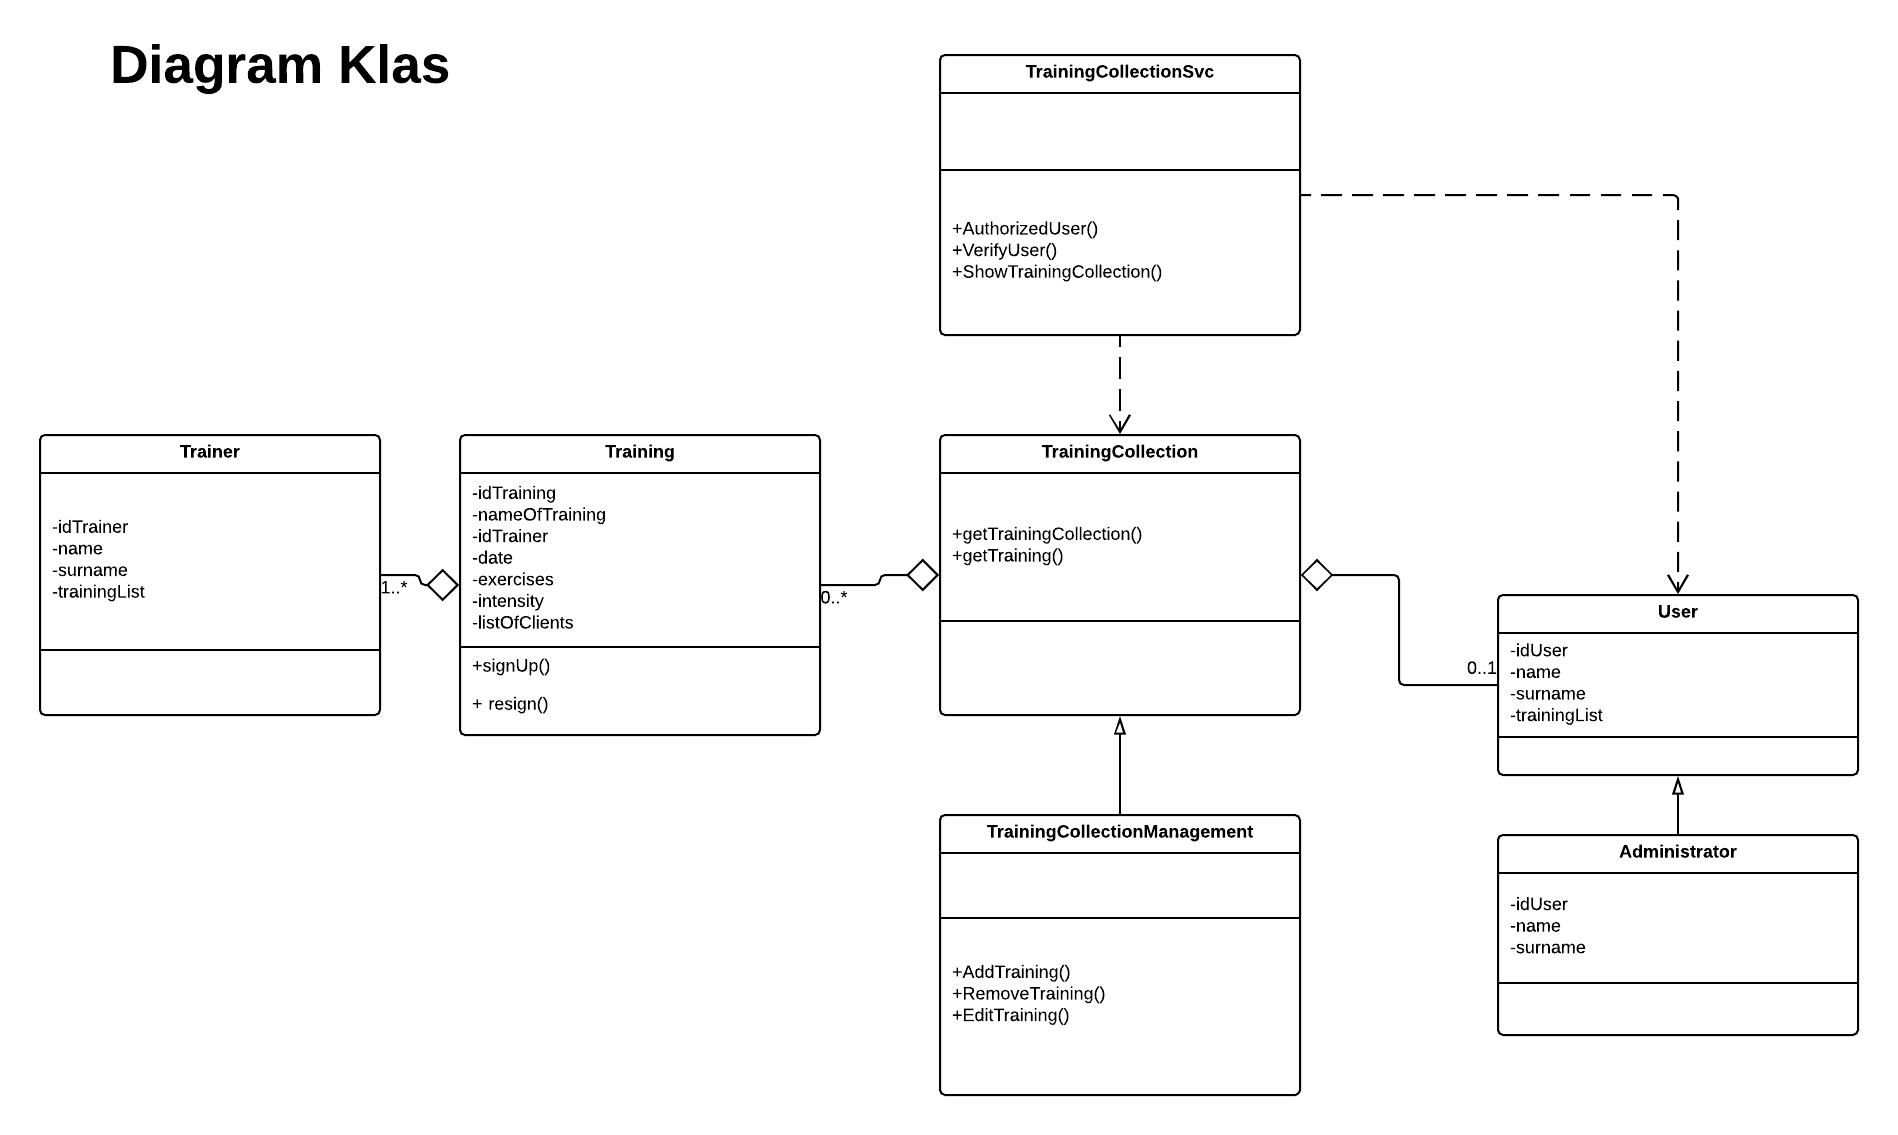 Diagram Klas
TrainingCollectionSvc
+AuthorizedUser()
+VerifyUser()
+ShowTrainingCollection()
Trainer
-idTrainer
-name
-surname
-trainingList
1..*
Training
-idTraining
-nameOfTraining
-idTrainer
-date
-exercises
-intensity
-listOfClients
+signUp()
+ resign()
0..*
TrainingCollection
+getTrainingCollection()
+getTraining()
0..1
User
-idUser
-name
-surname
-trainingList
TrainingCollectionManagement
+AddTraining()
+RemoveTraining()
+EditTraining()
Administrator
-idUser
-name
-surname